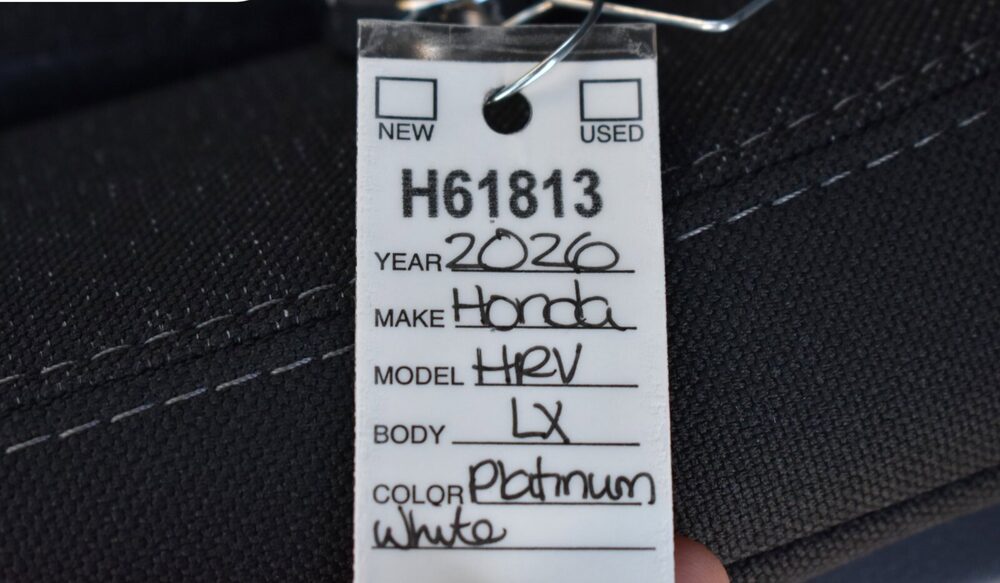 NEW USED
H61813
YEAR 2026
MAKE Honda
MODEL HRV
BODY LX
COLOR Platinum
White